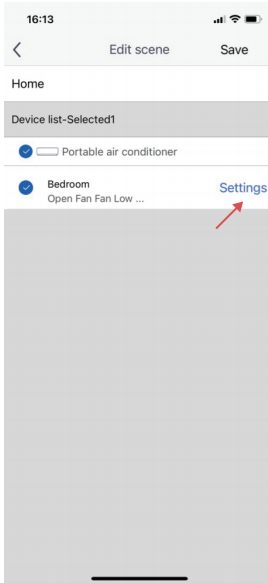 16:13
Edit scene
Save
Home
Device list-Selected1
Portable air conditioner
Bedroom
Settings
Open Fan Fan Low ...